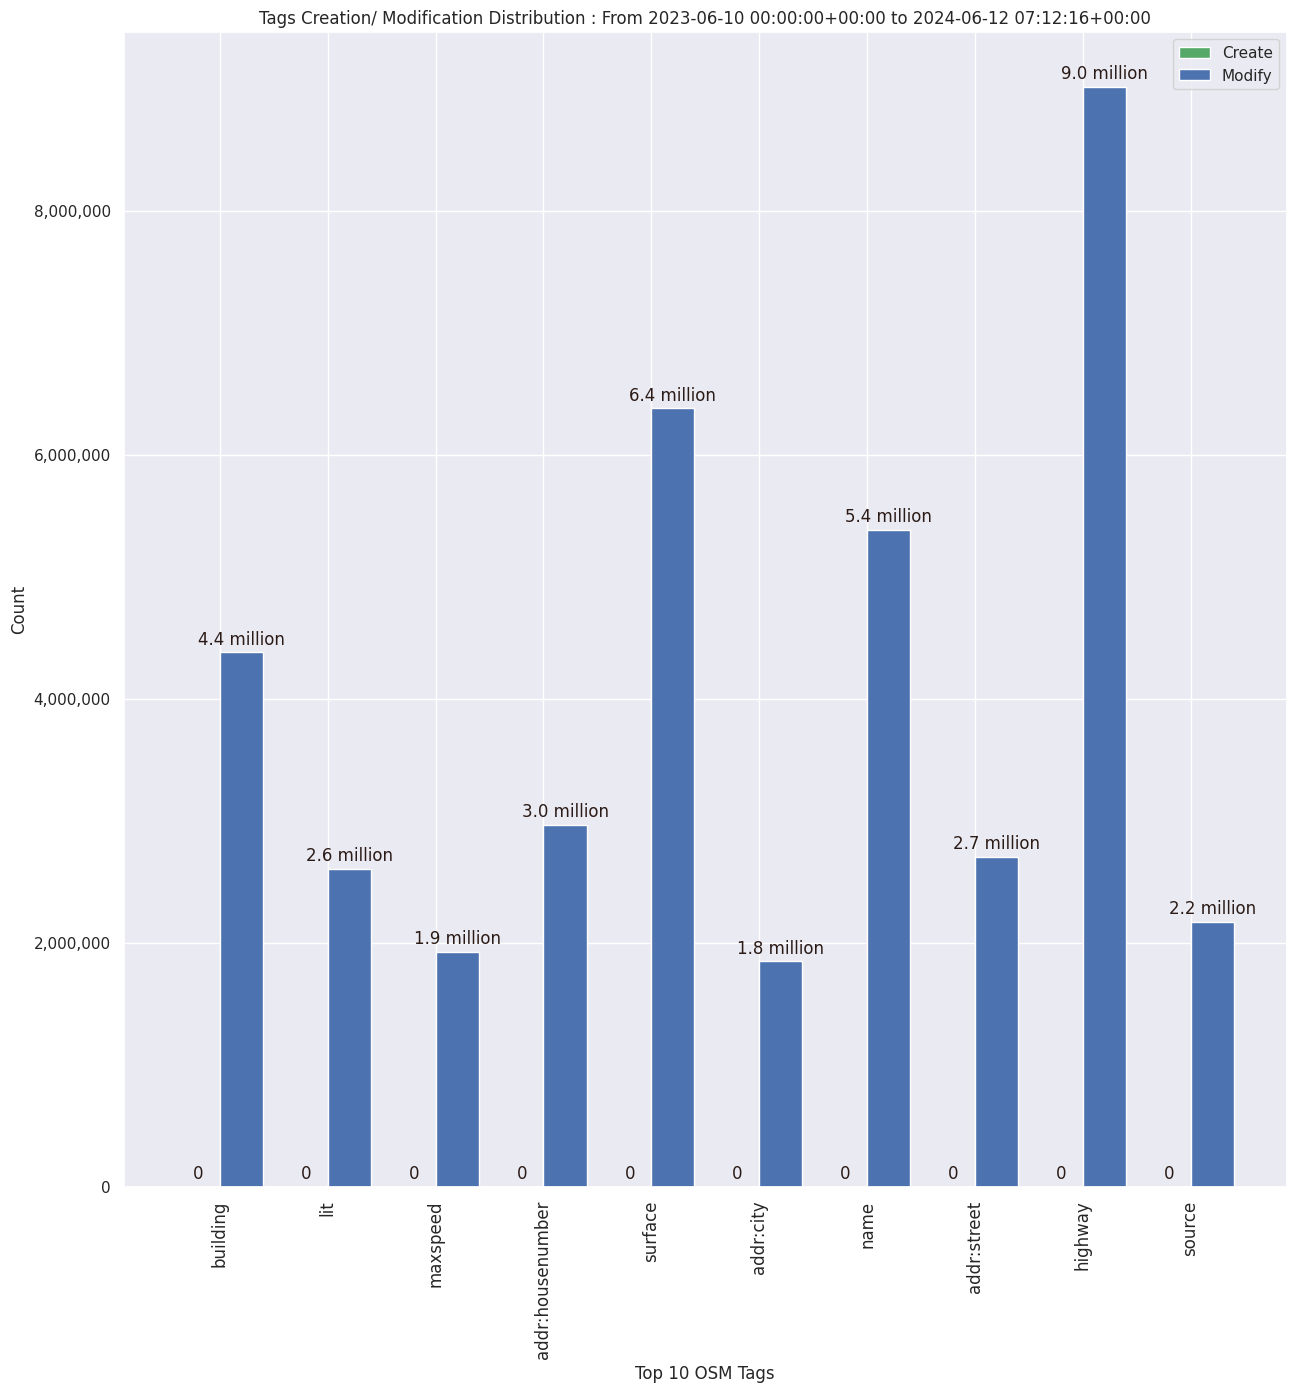 Tags Creation/ Modification Distribution : From 2023-06-10 00:00:00+00:00 to 2024-06-12 07:12:16+00:00
Create
Modify
9.0 million
8,000,000
6.4 million
6,000,000
5.4 million
Count
4.4 million
4,000,000
3.0 million
2.6 million
2.7 million
2.2 million
1.9 million
1.8 million
2,000,000
0 0 0 0 0 0 0 0 0 0
0
building
lit
maxspeed
addr:housenumber
surface
addr:city
name
addr:street
highway
source
Top 10 OSM Tags